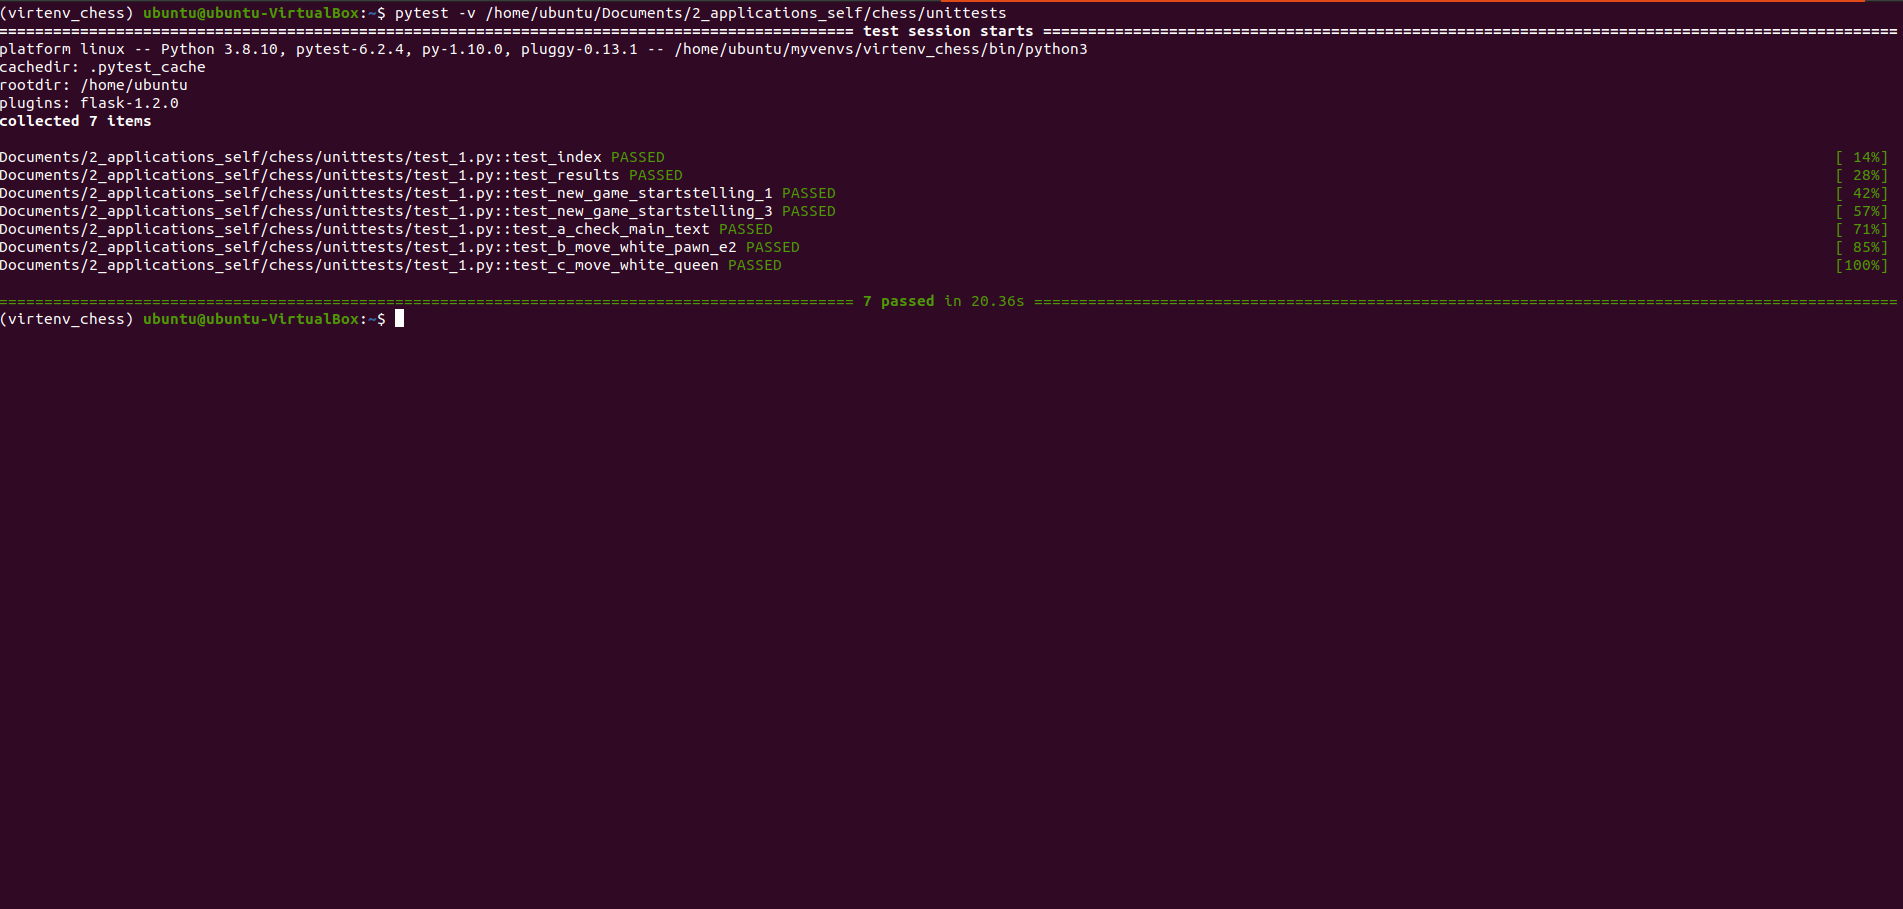 (virtenv_chess) ubuntu@ubuntu-VirtualBox:~$ pytest -v /home/ubuntu/Documents/2_applications_self/chess/unittests
=============================================================================================== test session starts ===============================================================================================
platform linux -- Python 3.8.10, pytest-6.2.4, py-1.10.0, pluggy-0.13.1 -- /home/ubuntu/myvenvs/virtenv_chess/bin/python3
cachedir: .pytest_cache
rootdir: /home/ubuntu
plugins: flask-1.2.0
collected 7 items
Documents/2_applications_self/chess/unittests/test_1.py::test_index PASSED [ 14%]
Documents/2_applications_self/chess/unittests/test_1.py::test_results PASSED [ 28%]
Documents/2_applications_self/chess/unittests/test_1.py::test_new_game_startstelling_1 PASSED [ 42%]
Documents/2_applications_self/chess/unittests/test_1.py::test_new_game_startstelling_3 PASSED [ 57%]
Documents/2_applications_self/chess/unittests/test_1.py::test_a_check_main_text PASSED [ 71%]
Documents/2_applications_self/chess/unittests/test_1.py::test_b_move_white_pawn_e2 PASSED [ 85%]
Documents/2_applications_self/chess/unittests/test_1.py::test_c_move_white_queen PASSED [100%]
=============================================================================================== 7 passed in 20.36s ================================================================================================
(virtenv_chess) ubuntu@ubuntu-VirtualBox:~$